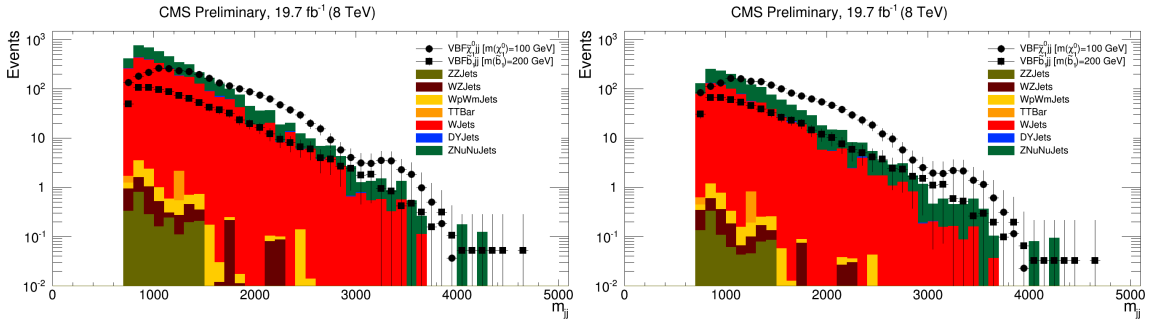 CMS Preliminary, 19.7 fb⁻¹ (8 TeV)
Events
10³
10²
10
1
10⁻¹
10⁻²
VBFχ̃⁰₁jj [m(χ̃⁰₁)=100 GeV]
VBFb̃₁jj [m(b̃₁)=200 GeV]
ZZJets
WZJets
WpWmJets
TTBar
WJets
DYJets
ZNuNuJets
0 1000 2000 3000 4000 5000
m_jj
CMS Preliminary, 19.7 fb⁻¹ (8 TeV)
Events
10³
10²
10
1
10⁻¹
10⁻²
VBFχ̃⁰₁jj [m(χ̃⁰₁)=100 GeV]
VBFb̃₁jj [m(b̃₁)=200 GeV]
ZZJets
WZJets
WpWmJets
TTBar
WJets
DYJets
ZNuNuJets
0 1000 2000 3000 4000 5000
m_jj